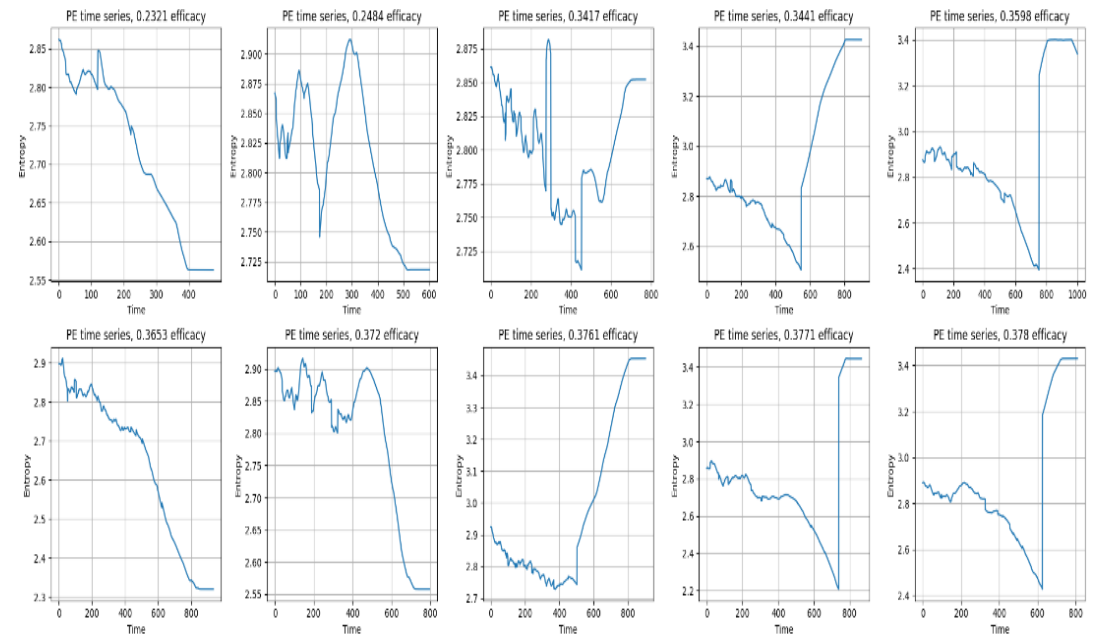 PE time series, 0.2321 efficacy
2.85
2.80
2.75
2.70
2.65
2.60
2.55
Entropy
0 100 200 300 400
Time
PE time series, 0.2484 efficacy
2.900
2.875
2.850
2.825
2.800
2.775
2.750
2.725
Entropy
0 100 200 300 400 500 600
Time
PE time series, 0.3417 efficacy
2.875
2.850
2.825
2.800
2.775
2.750
2.725
Entropy
0 200 400 600 800
Time
PE time series, 0.3441 efficacy
3.4
3.2
3.0
2.8
2.6
Entropy
0 200 400 600 800
Time
PE time series, 0.3598 efficacy
3.4
3.2
3.0
2.8
2.6
2.4
Entropy
0 200 400 600 800 1000
Time
PE time series, 0.3653 efficacy
2.9
2.8
2.7
2.6
2.5
2.4
2.3
Entropy
0 200 400 600 800
Time
PE time series, 0.372 efficacy
2.90
2.85
2.80
2.75
2.70
2.65
2.60
2.55
Entropy
0 200 400 600 800
Time
PE time series, 0.3761 efficacy
3.4
3.3
3.2
3.1
3.0
2.9
2.8
2.7
Entropy
0 200 400 600 800
Time
PE time series, 0.3771 efficacy
3.4
3.2
3.0
2.8
2.6
2.4
2.2
Entropy
0 200 400 600 800
Time
PE time series, 0.378 efficacy
3.4
3.2
3.0
2.8
2.6
2.4
Entropy
0 200 400 600 800
Time